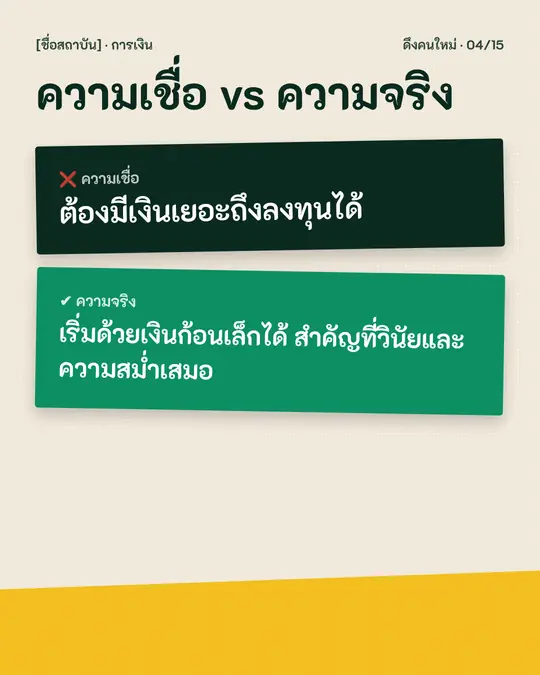 [ชื่อสถาบัน] · การเงิน
ดึงคนใหม่ · 04/15
ความเชื่อ vs ความจริง
❌ ความเชื่อ
ต้องมีเงินเยอะถึงลงทุนได้
✔ ความจริง
เริ่มด้วยเงินก้อนเล็กได้ สำคัญที่วินัยและ
ความสม่ำเสมอ